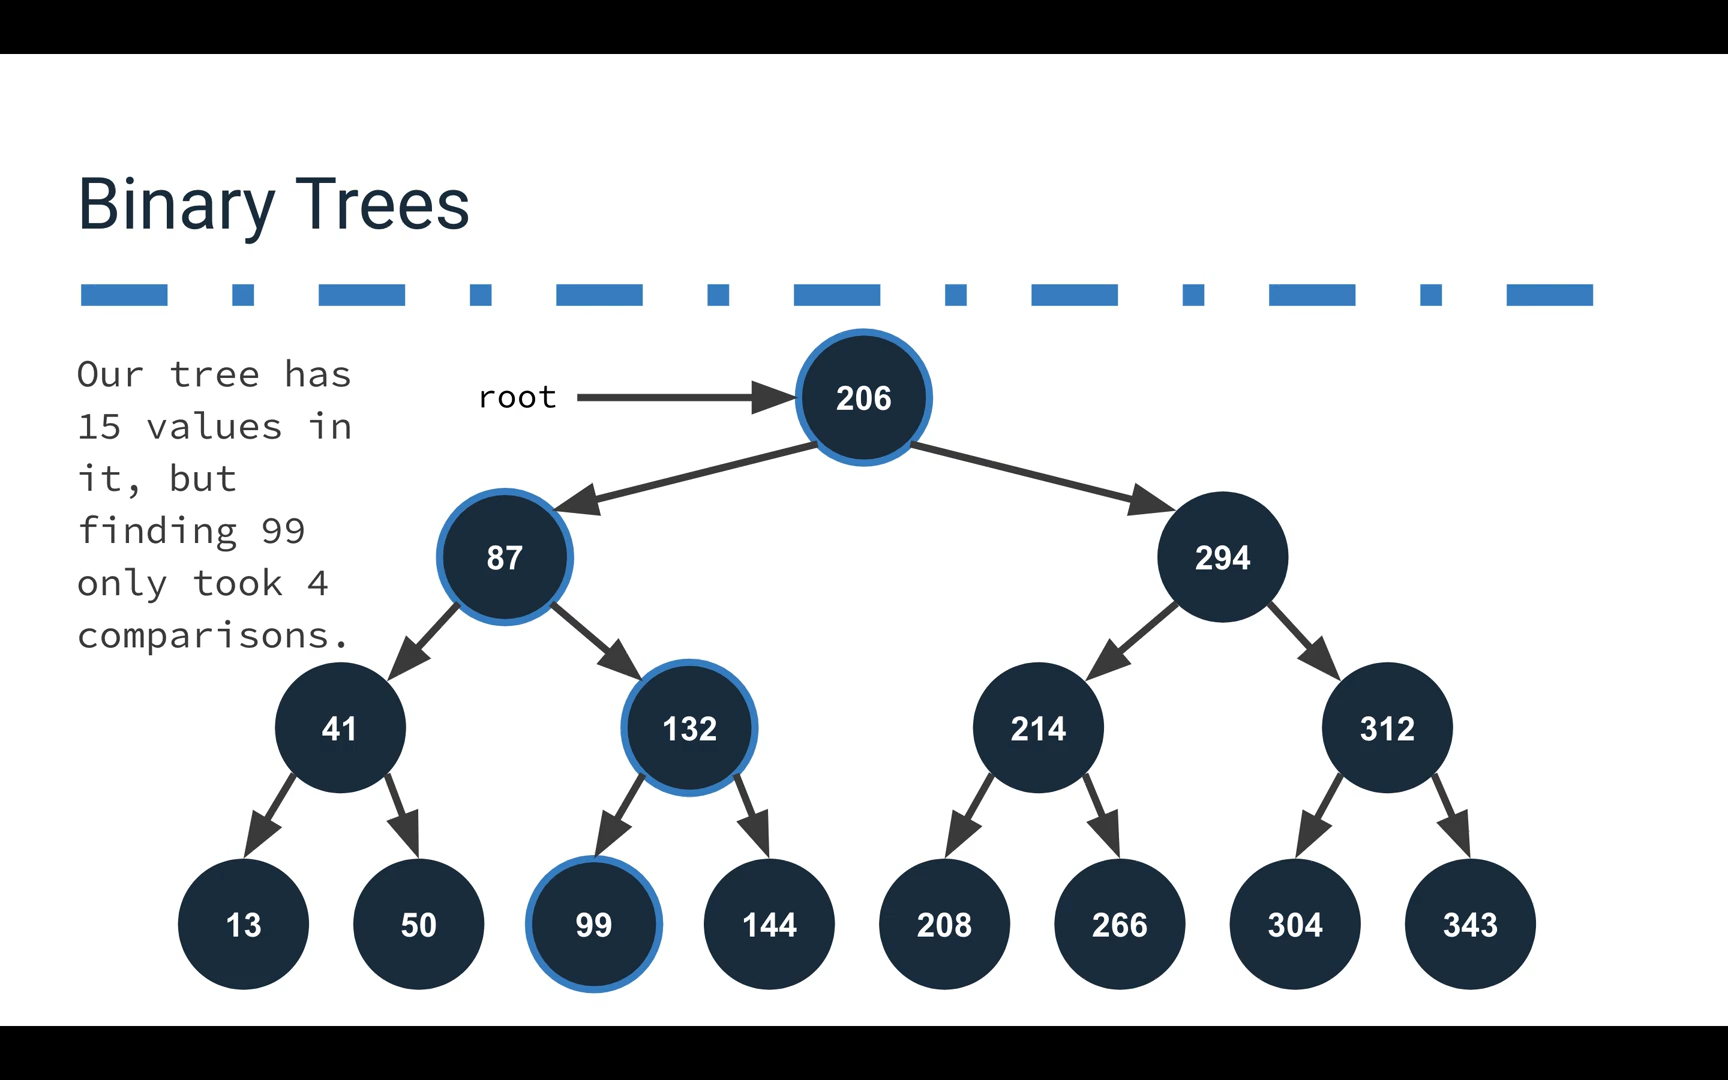 Binary Trees
Our tree has
15 values in
it, but
finding 99
only took 4
comparisons.
root
206
87
294
41
132
214
312
13
50
99
144
208
266
304
343